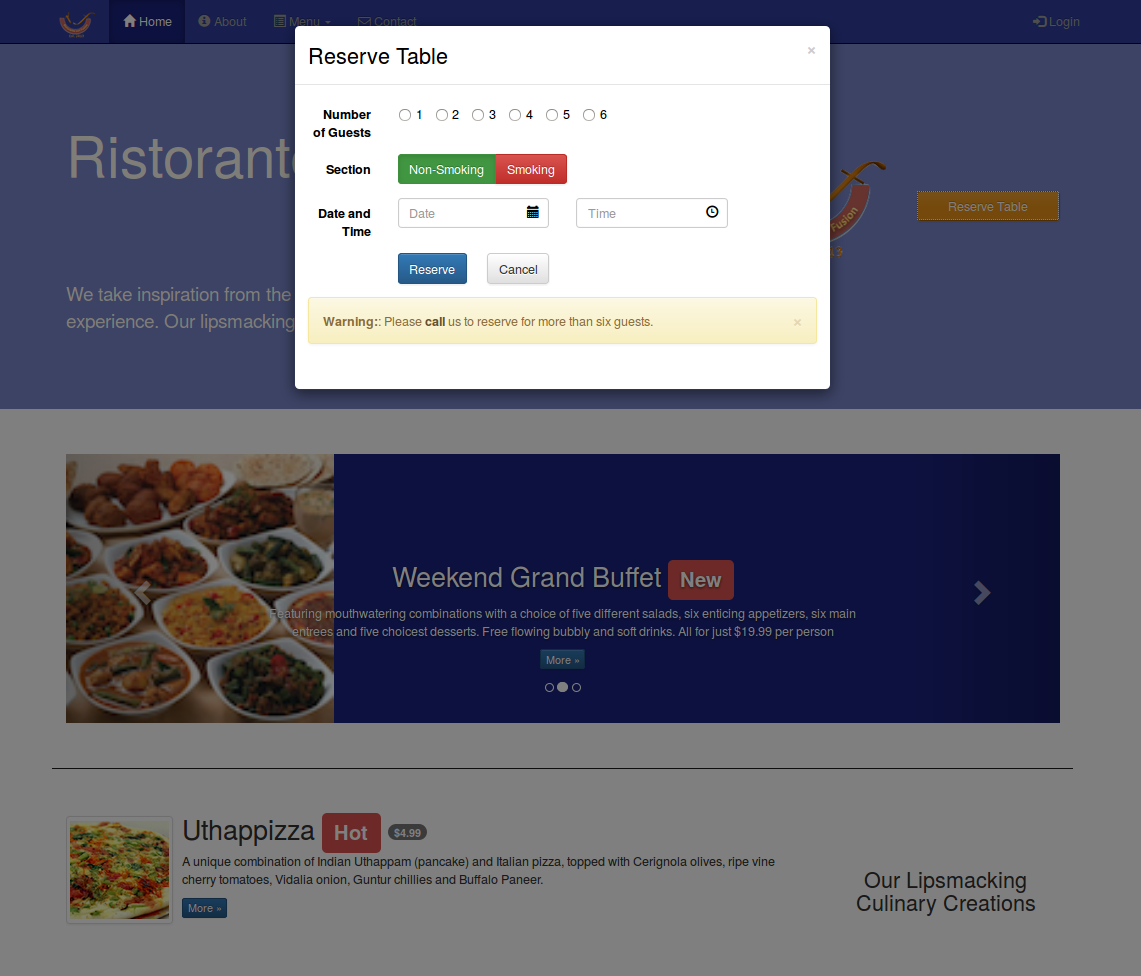 Home About Menu Contact Login
Reserve Table ×
Number of Guests 1 2 3 4 5 6
Section Non-Smoking Smoking
Date and Time Date Time
Reserve Cancel
Warning:: Please call us to reserve for more than six guests. ×
Ristorant
Fusion
Reserve Table
We take inspiration from the
experience. Our lipsmacking
Weekend Grand Buffet New
Featuring mouthwatering combinations with a choice of five different salads, six enticing appetizers, six main
entrees and five choicest desserts. Free flowing bubbly and soft drinks. All for just $19.99 per person
More »
Uthappizza Hot $4.99
A unique combination of Indian Uthappam (pancake) and Italian pizza, topped with Cerignola olives, ripe vine
cherry tomatoes, Vidalia onion, Guntur chillies and Buffalo Paneer.
More »
Our Lipsmacking
Culinary Creations